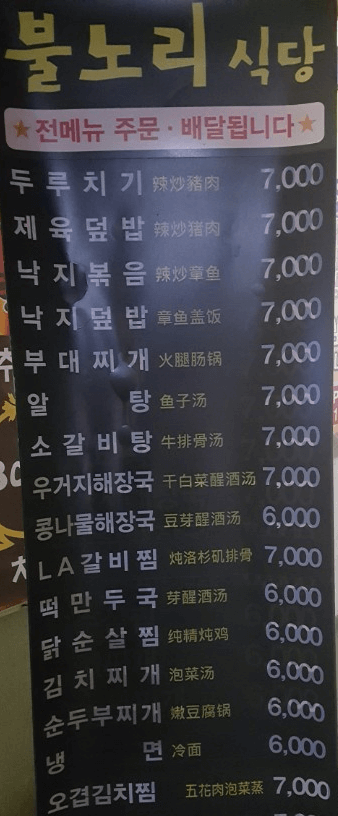 불노리 식당
★전메뉴 주문·배달됩니다★
두루치기 辣炒豬肉 7,000
제육덮밥 辣炒猪肉 7,000
낙지볶음 辣炒章鱼 7,000
낙지덮밥 章鱼盖饭 7,000
부대찌개 火腿肠锅 7,000
알탕 鱼子汤 7,000
소갈비탕 牛排骨汤 7,000
우거지해장국 干白菜醒酒汤 7,000
콩나물해장국 豆芽醒酒汤 6,000
LA갈비찜 炖洛杉矶排骨 7,000
떡만두국 芽醒酒汤 6,000
닭순살찜 纯精炖鸡 6,000
김치찌개 泡菜汤 6,000
순두부찌개 嫩豆腐锅 6,000
냉면 冷面 6,000
오겹김치찜 五花肉泡菜蒸 7,000